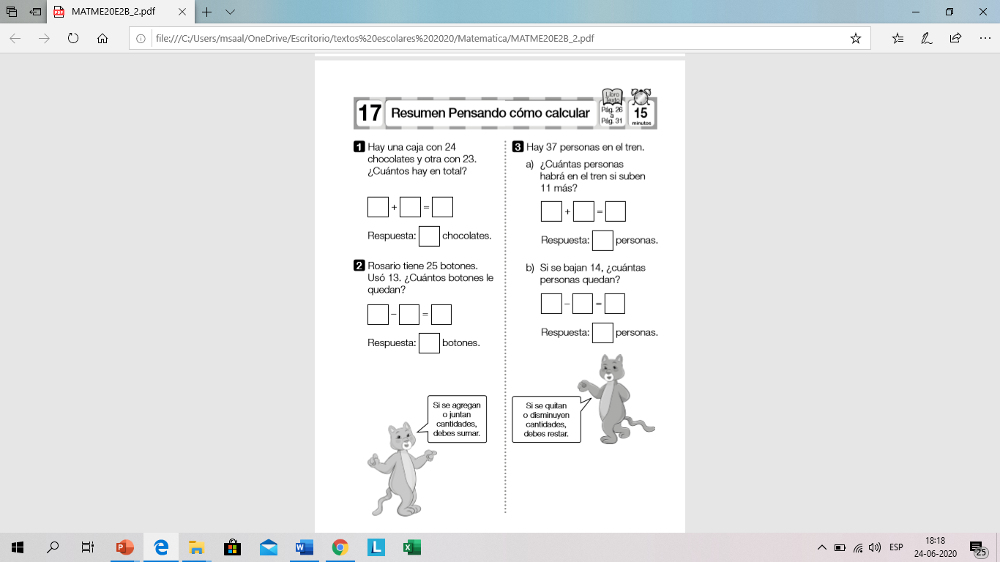 MATME20E2B_2.pdf
file:///C:/Users/msaal/OneDrive/Escritorio/textos%20escolares%202020/Matematica/MATME20E2B_2.pdf
17 Resumen Pensando cómo calcular
Libro
Texto
Pág. 26
a
Pág. 31
15
minutos
1 Hay una caja con 24
chocolates y otra con 23.
¿Cuántos hay en total?
+ =
Respuesta: chocolates.
2 Rosario tiene 25 botones.
Usó 13. ¿Cuántos botones le
quedan?
− =
Respuesta: botones.
Si se agregan
o juntan
cantidades,
debes sumar.
3 Hay 37 personas en el tren.
a) ¿Cuántas personas
habrá en el tren si suben
11 más?
+ =
Respuesta: personas.
b) Si se bajan 14, ¿cuántas
personas quedan?
− =
Respuesta: personas.
Si se quitan
o disminuyen
cantidades,
debes restar.
ESP
18:18
24-06-2020
25